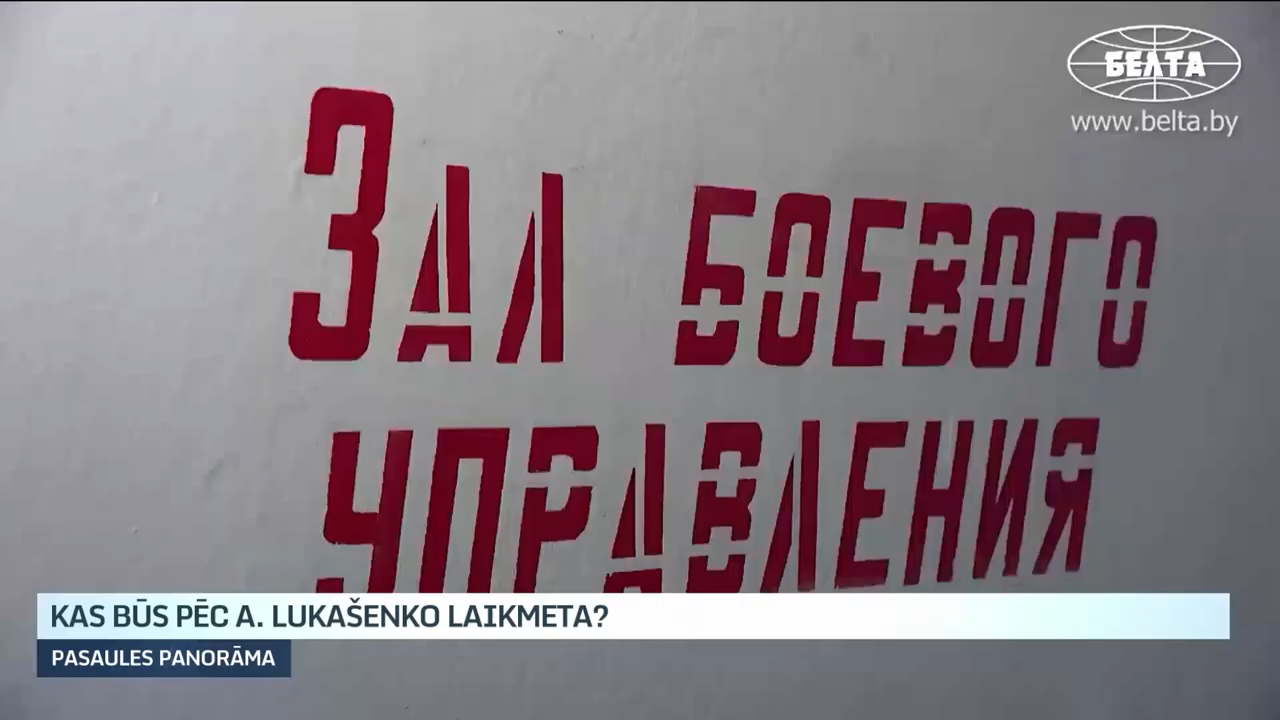 БЕЛТА
www.belta.by
Зал БОЕВОГО
УПРАВЛЕНИЯ
KAS BŪS PĒC A. LUKAŠENKO LAIKMETA?
PASAULES PANORĀMA